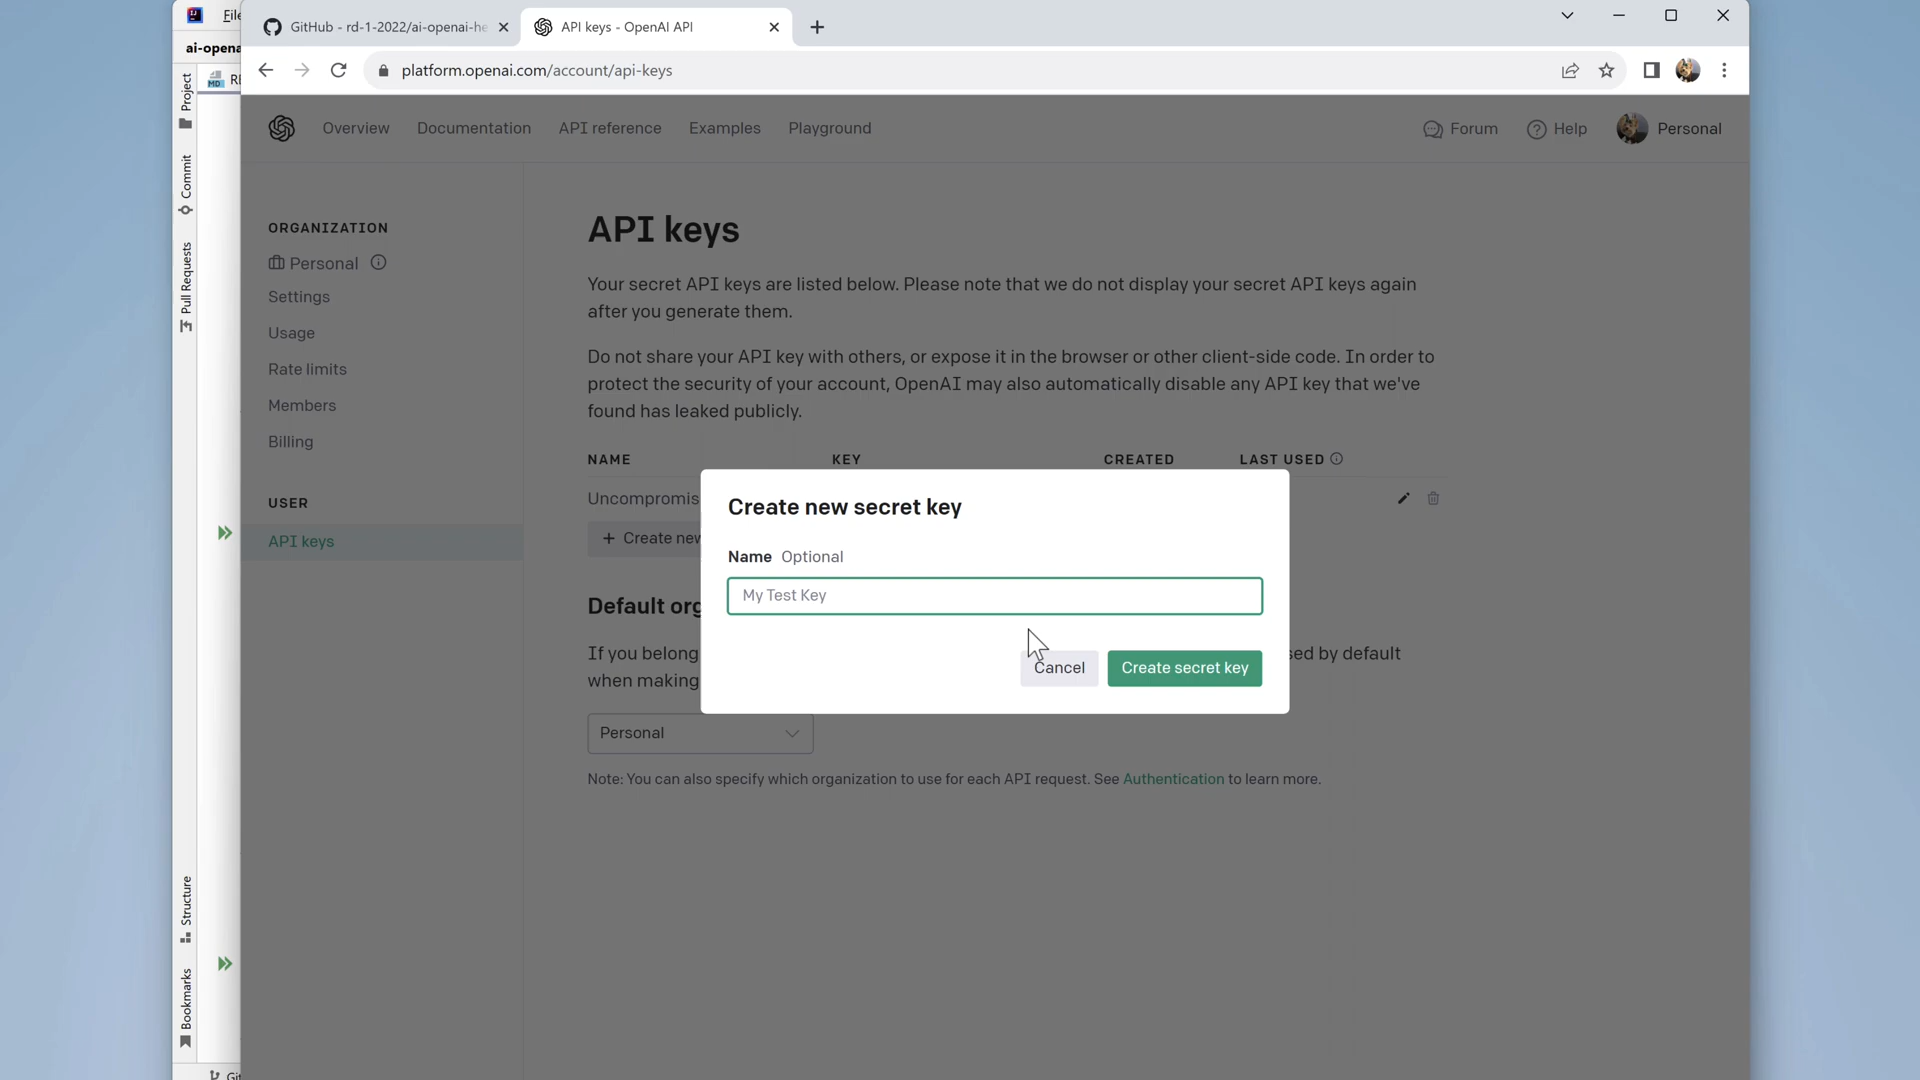 File
GitHub - rd-1-2022/ai-openai-he
API keys - OpenAI API
ai-opena
platform.openai.com/account/api-keys
Project
Commit
Pull Requests
Structure
Bookmarks
MD
RE
Overview
Documentation
API reference
Examples
Playground
Forum
Help
Personal
ORGANIZATION
Personal
Settings
Usage
Rate limits
Members
Billing
USER
API keys
API keys
Your secret API keys are listed below. Please note that we do not display your secret API keys again
after you generate them.
Do not share your API key with others, or expose it in the browser or other client-side code. In order to
protect the security of your account, OpenAI may also automatically disable any API key that we've
found has leaked publicly.
NAME KEY CREATED LAST USED
Uncompromis
+ Create new
Create new secret key
Name Optional
My Test Key
Cancel
Create secret key
Default org
If you belong
sed by default
when making
Personal
Note: You can also specify which organization to use for each API request. See Authentication to learn more.
Git